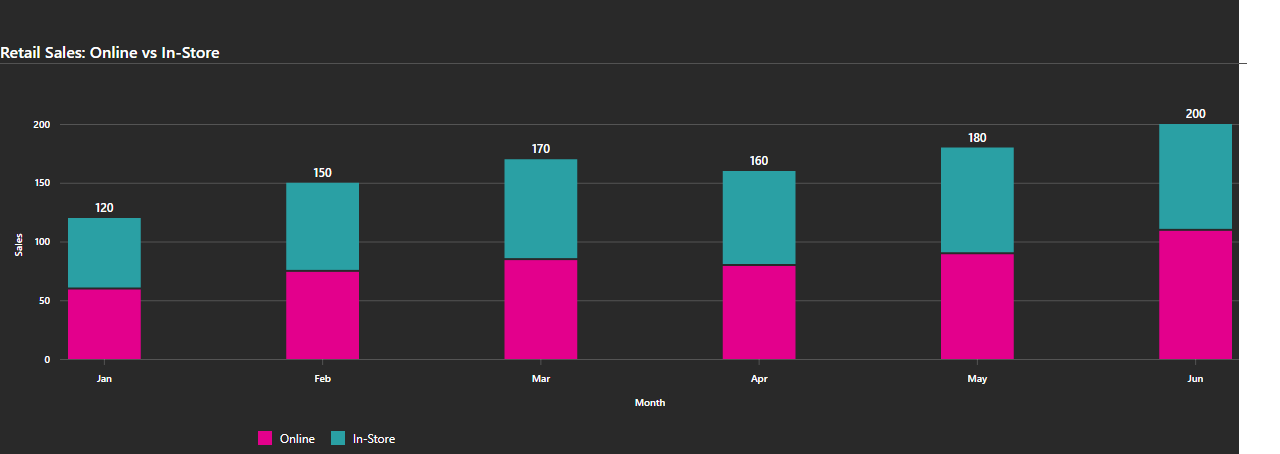 Retail Sales: Online vs In-Store
200
150
100
50
0
Sales
120
150
170
160
180
200
Jan Feb Mar Apr May Jun
Month
Online In-Store